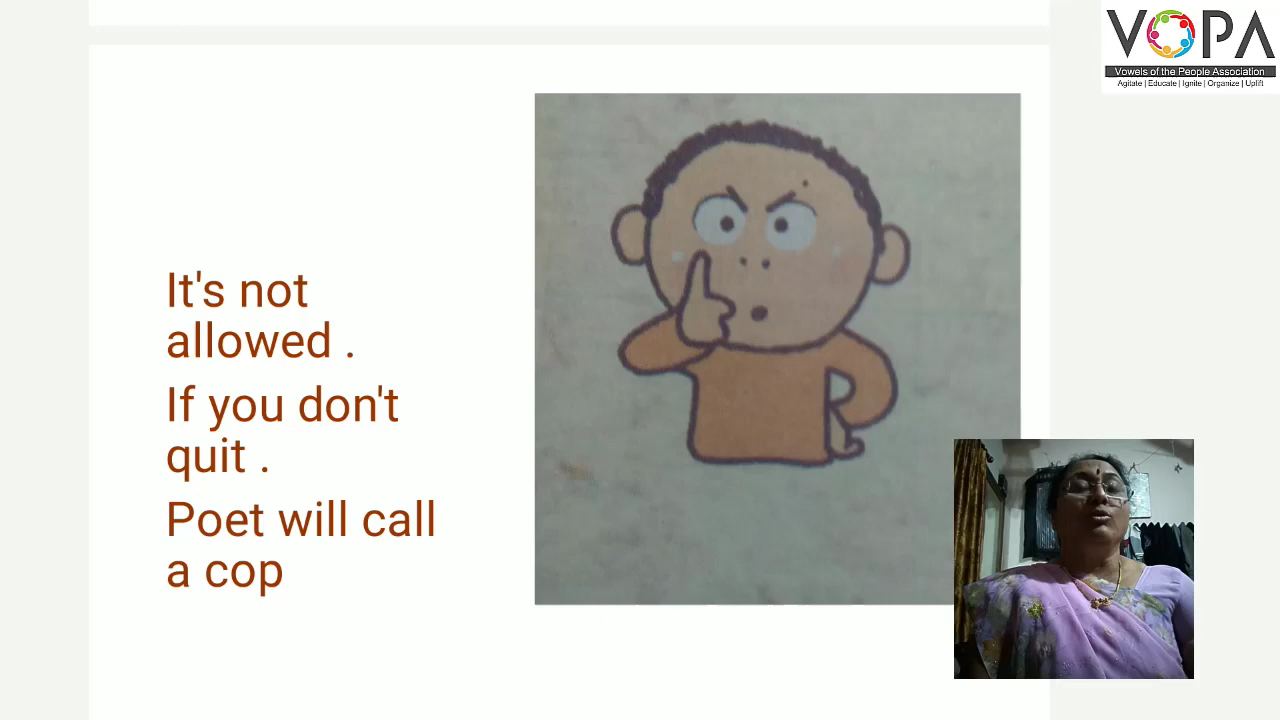 VOPA
Vowels of the People Association
Agitate | Educate | Ignite | Organize | Uplift
It's not
allowed .
If you don't
quit .
Poet will call
a cop